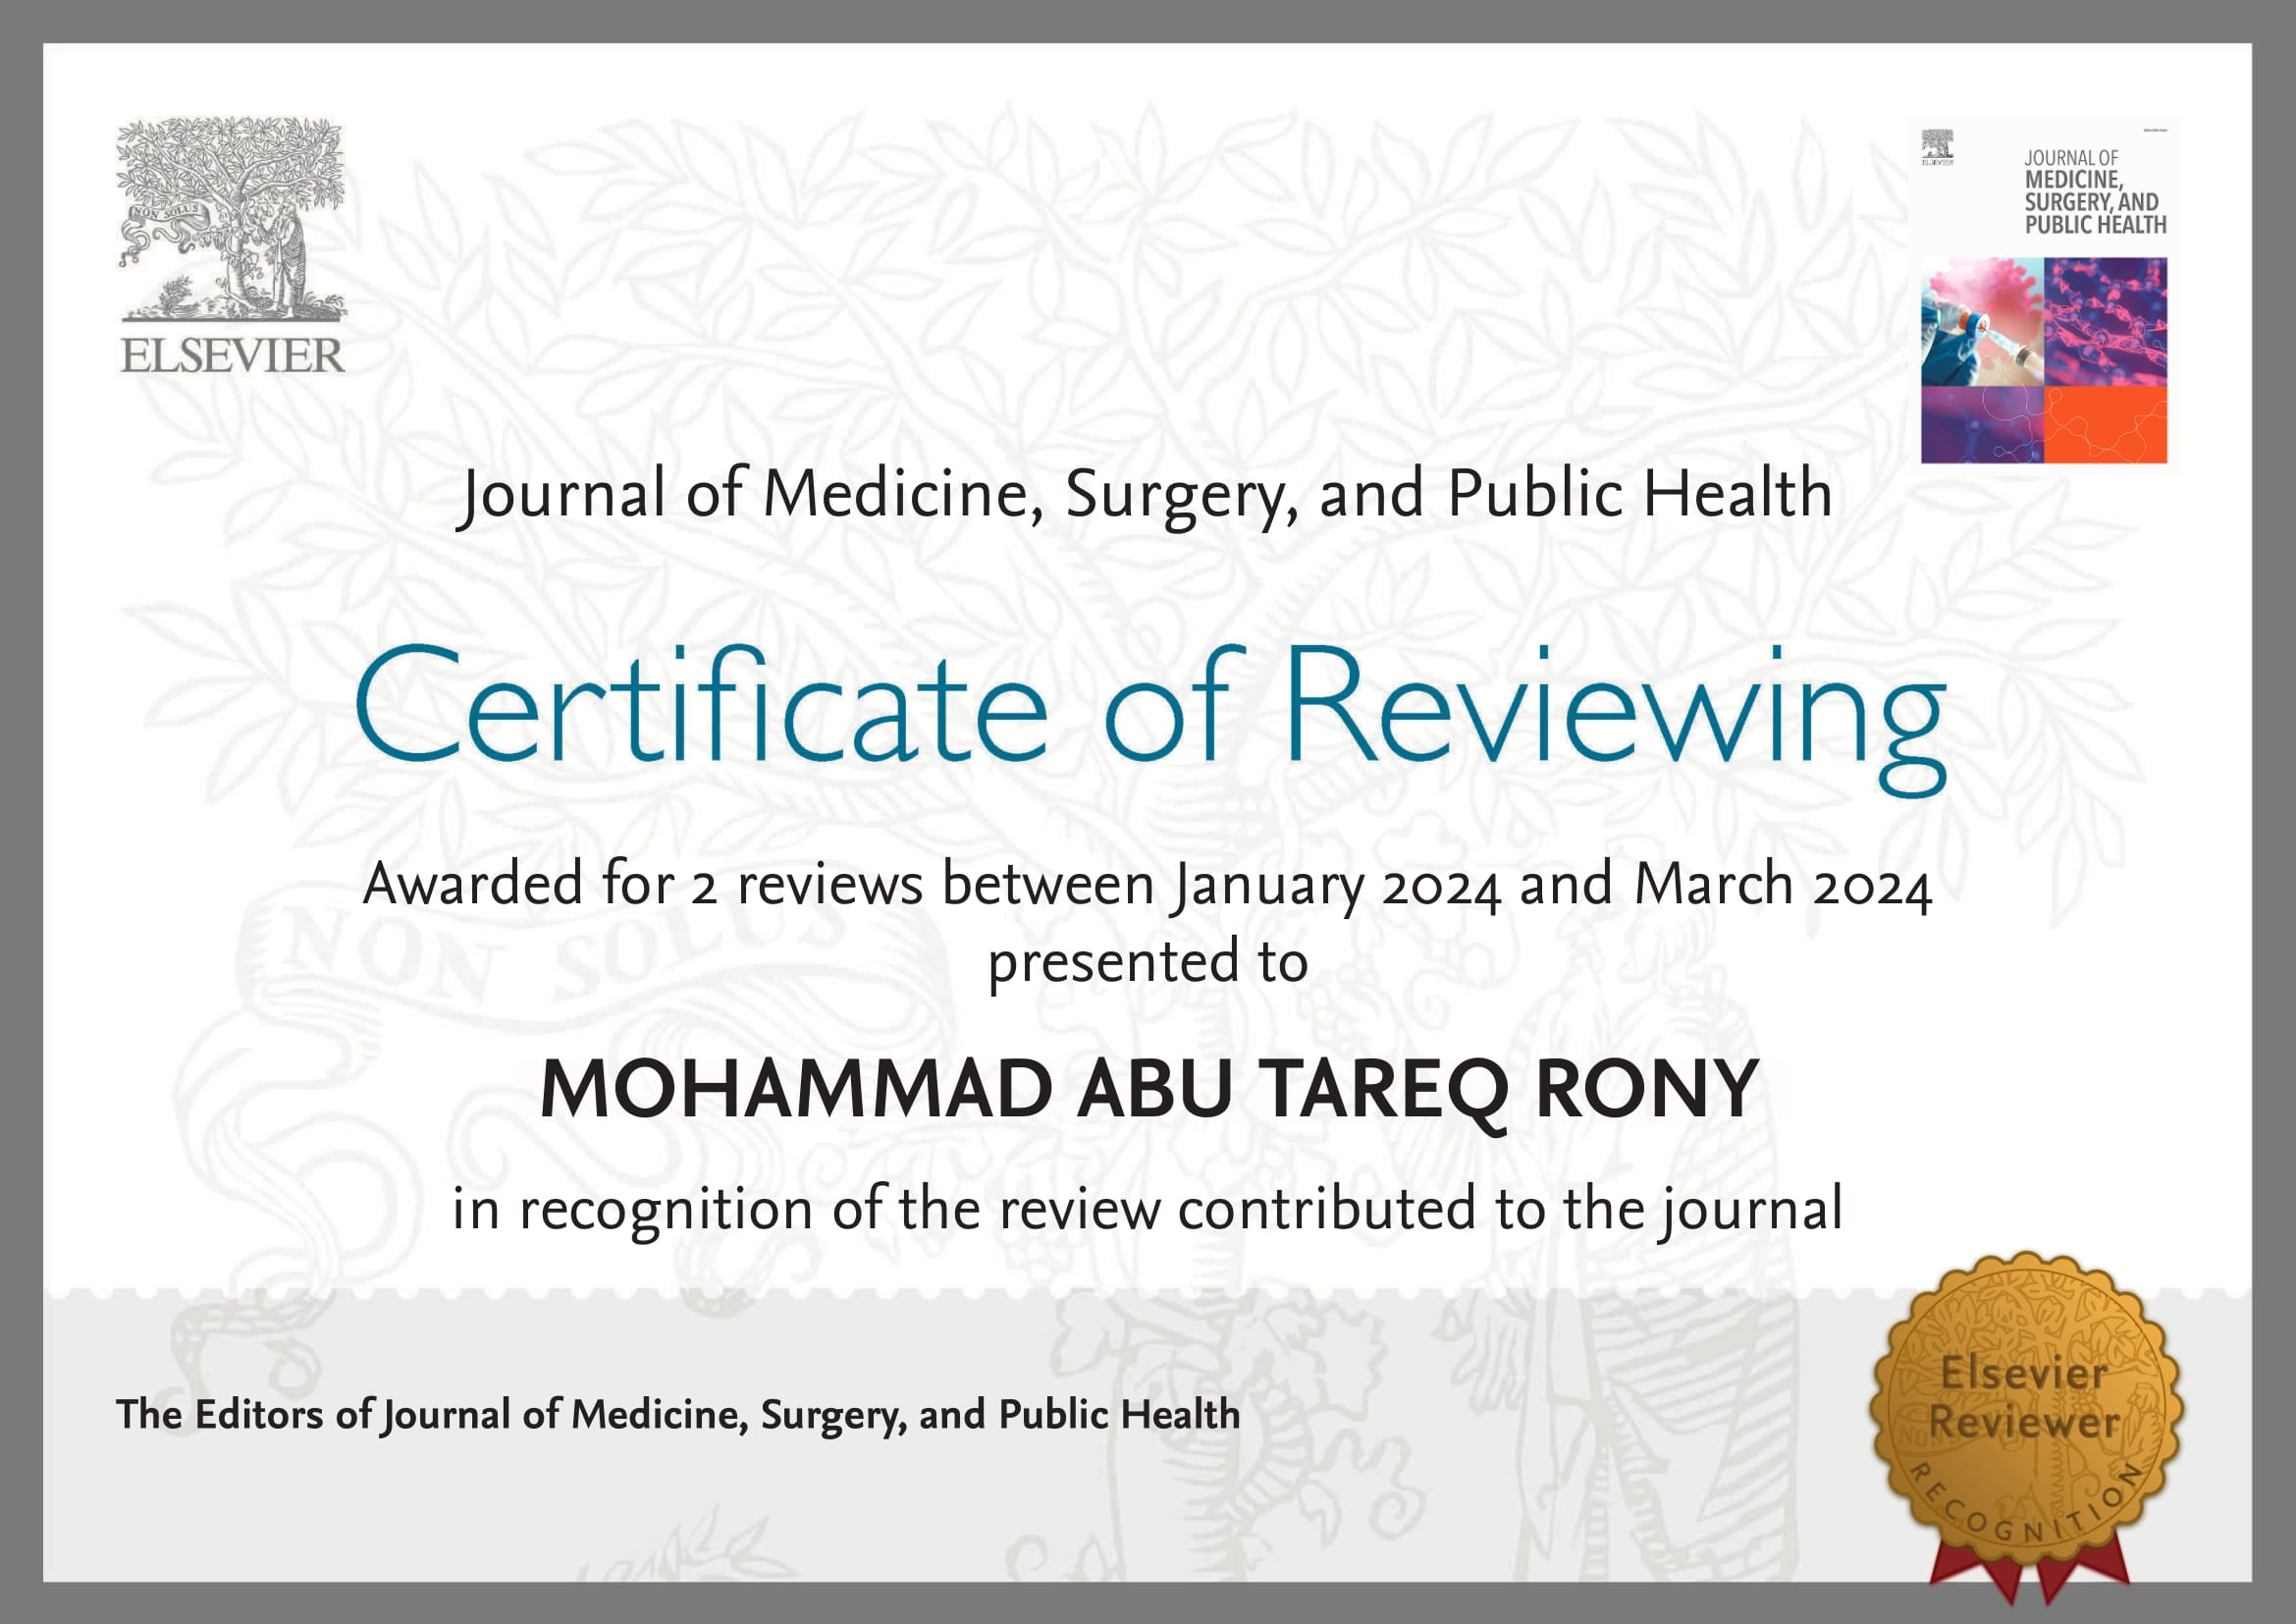 NON SOLUS
ELSEVIER
ELSEVIER
JOURNAL OF
MEDICINE,
SURGERY, AND
PUBLIC HEALTH
Journal of Medicine, Surgery, and Public Health
Certificate of Reviewing
Awarded for 2 reviews between January 2024 and March 2024
presented to
NON SOLUS
MOHAMMAD ABU TAREQ RONY
in recognition of the review contributed to the journal
The Editors of Journal of Medicine, Surgery, and Public Health
Elsevier
Reviewer
RECOGNITION